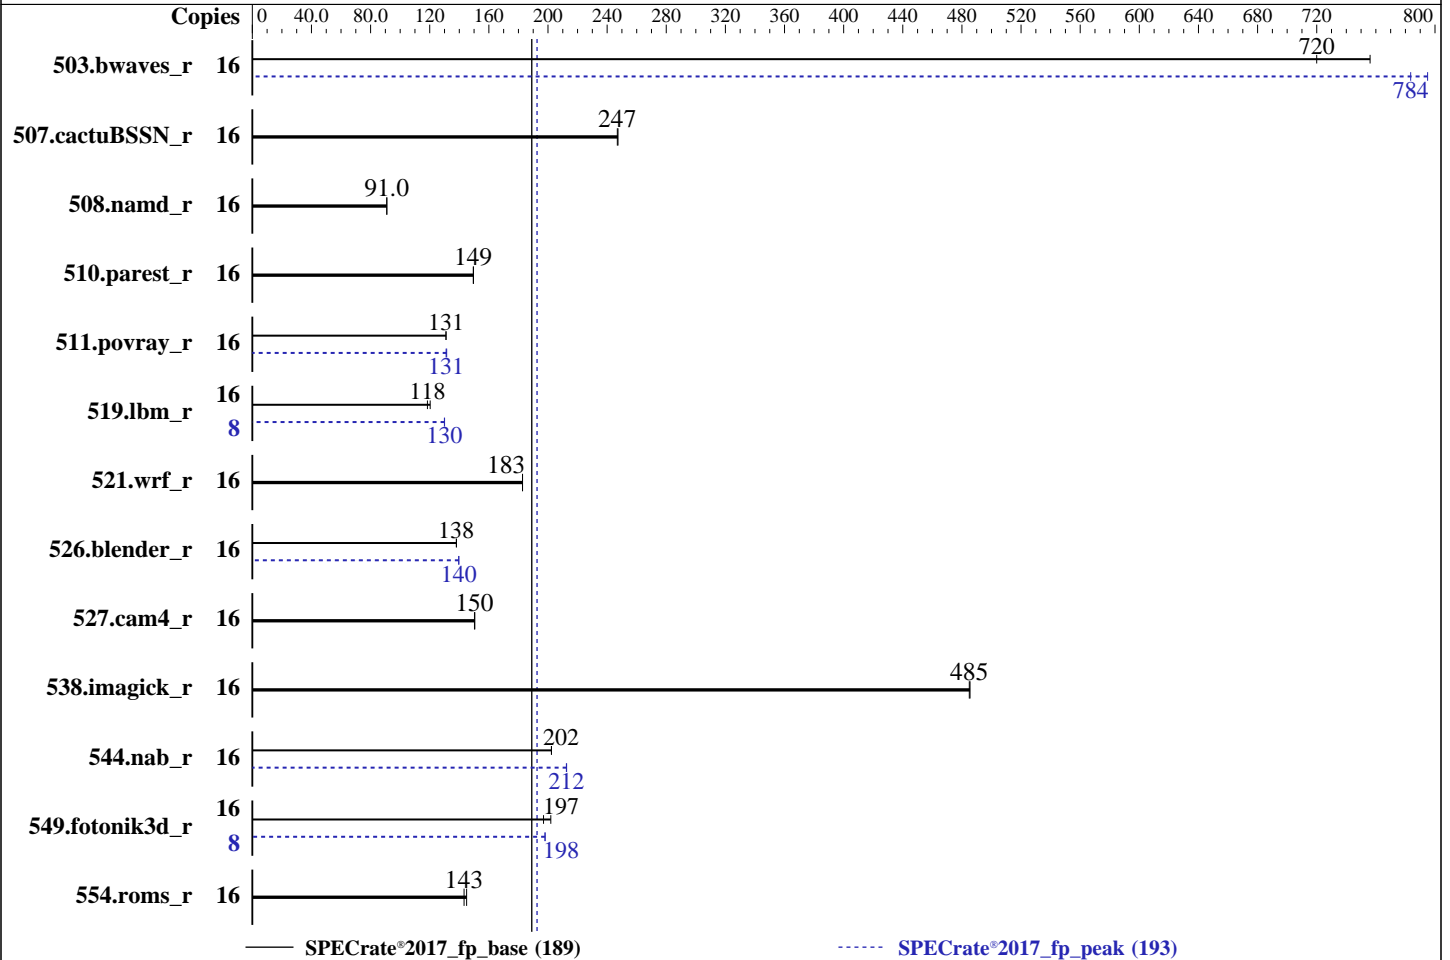 Copies 0 40.0 80.0 120 160 200 240 280 320 360 400 440 480 520 560 600 640 680 720 800
503.bwaves_r 16 720
784
507.cactuBSSN_r 16 247
508.namd_r 16 91.0
510.parest_r 16 149
511.povray_r 16 131
131
519.lbm_r 16 118
8 130
521.wrf_r 16 183
526.blender_r 16 138
140
527.cam4_r 16 150
538.imagick_r 16 485
544.nab_r 16 202
212
549.fotonik3d_r 16 197
8 198
554.roms_r 16 143
SPECrate®2017_fp_base (189) SPECrate®2017_fp_peak (193)